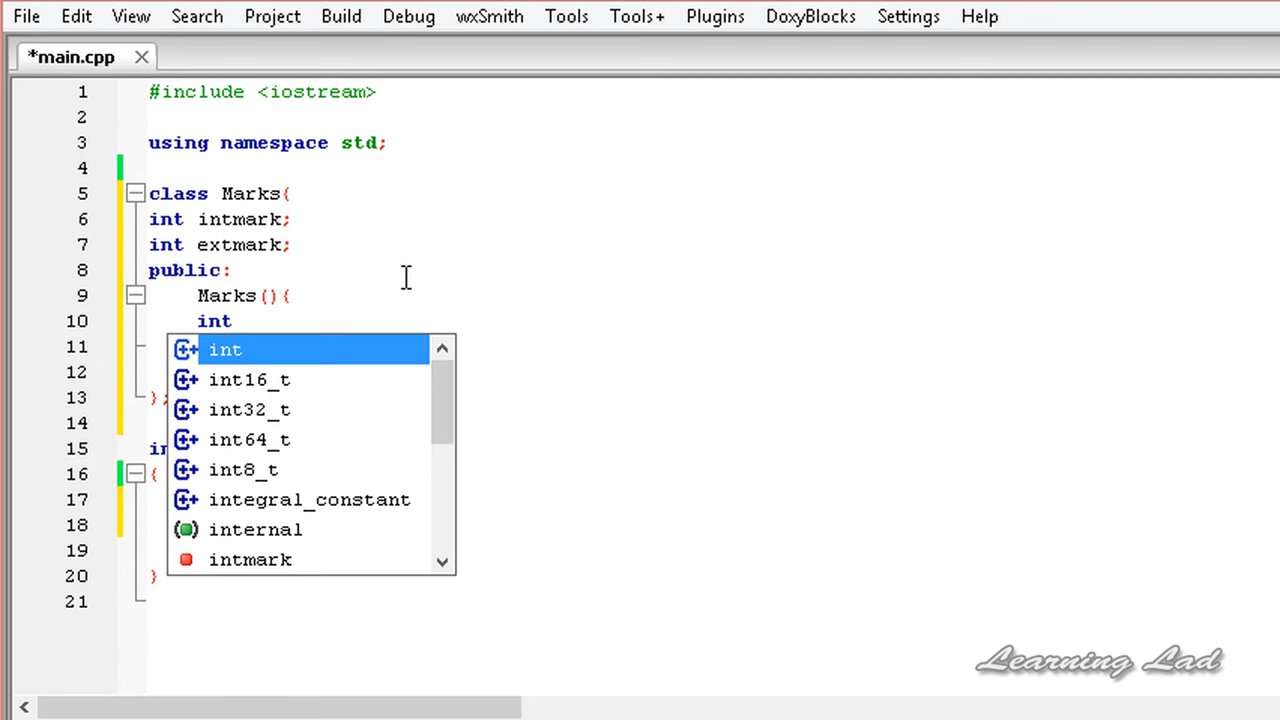 File Edit View Search Project Build Debug wxSmith Tools Tools+ Plugins DoxyBlocks Settings Help
*main.cpp
1 #include <iostream>
2
3 using namespace std;
4
5 class Marks{
6 int intmark;
7 int extmark;
8 public:
9 Marks(){
10 int
11 int
12 int16_t
13 };
int32_t
14
int64_t
15 in
16 {
int8_t
17 integral_constant
18 internal
19
intmark
20 }
21
Learning Lad